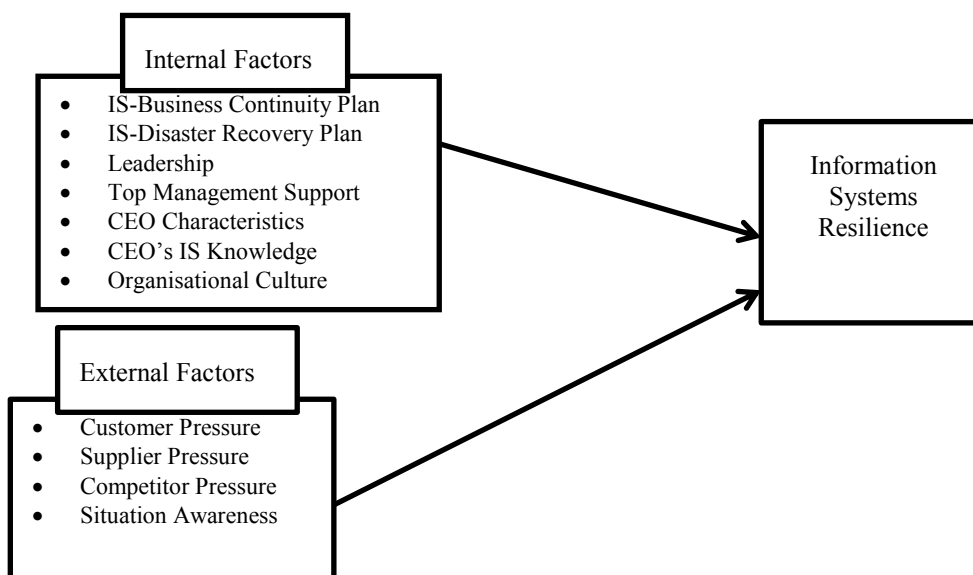 Internal Factors
• IS-Business Continuity Plan
• IS-Disaster Recovery Plan
• Leadership
• Top Management Support
• CEO Characteristics
• CEO’s IS Knowledge
• Organisational Culture
Information
Systems
Resilience
External Factors
• Customer Pressure
• Supplier Pressure
• Competitor Pressure
• Situation Awareness